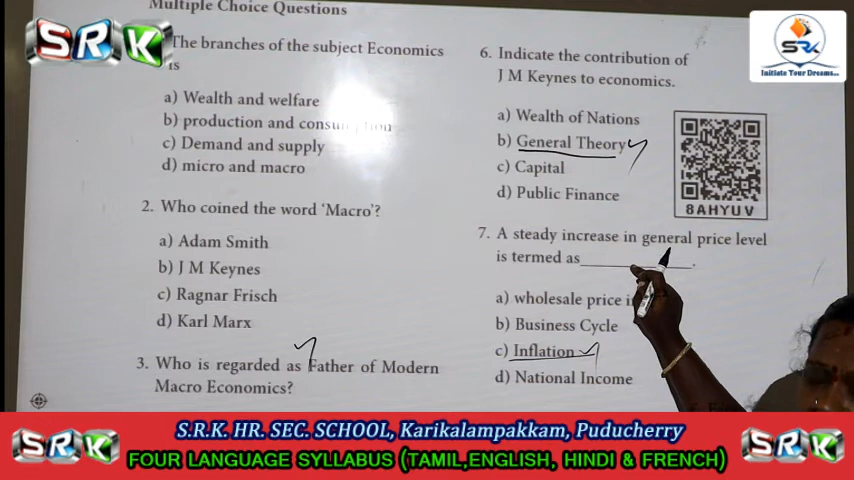 Multiple Choice Questions
The branches of the subject Economics
is
a) Wealth and welfare
b) production and consumption
c) Demand and supply
d) micro and macro
2. Who coined the word ‘Macro’?
a) Adam Smith
b) J M Keynes
c) Ragnar Frisch
d) Karl Marx
3. Who is regarded as Father of Modern
Macro Economics?
6. Indicate the contribution of
J M Keynes to economics.
a) Wealth of Nations
b) General Theory
c) Capital
d) Public Finance
8AHYUV
7. A steady increase in general price level
is termed as____________.
a) wholesale price
b) Business Cycle
c) Inflation
d) National Income
SRK
SRK
Initiate Your Dreams...
SRK
S.R.K. HR. SEC. SCHOOL, Karikalampakkam, Puducherry
FOUR LANGUAGE SYLLABUS (TAMIL,ENGLISH, HINDI & FRENCH)
SRK